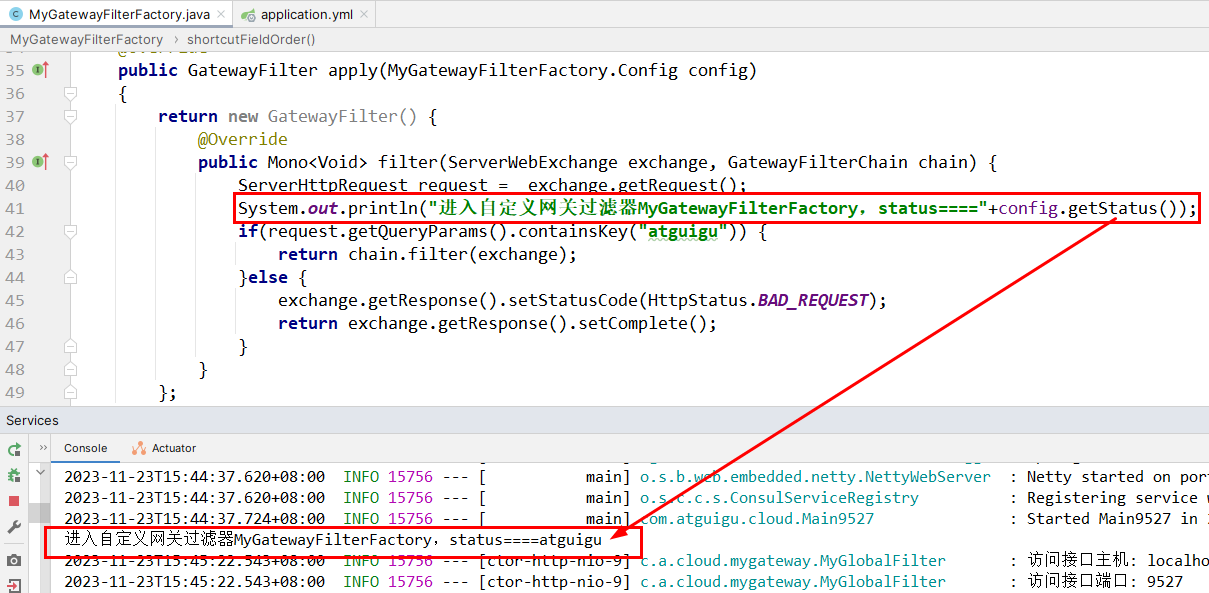 MyGatewayFilterFactory.java application.yml
MyGatewayFilterFactory > shortcutFieldOrder()
35 public GatewayFilter apply(MyGatewayFilterFactory.Config config)
36 {
37 return new GatewayFilter() {
38 @Override
39 public Mono<Void> filter(ServerWebExchange exchange, GatewayFilterChain chain) {
40 ServerHttpRequest request = exchange.getRequest();
41 System.out.println("进入自定义网关过滤器MyGatewayFilterFactory，status===="+config.getStatus());
42 if(request.getQueryParams().containsKey("atguigu")) {
43 return chain.filter(exchange);
44 }else {
45 exchange.getResponse().setStatusCode(HttpStatus.BAD_REQUEST);
46 return exchange.getResponse().setComplete();
47 }
48 }
49 };
Services
Console Actuator
2023-11-23T15:44:37.620+08:00 INFO 15756 --- [ main] o.s.b.web.embedded.netty.NettyWebServer : Netty started on por
2023-11-23T15:44:37.620+08:00 INFO 15756 --- [ main] o.s.c.c.s.ConsulServiceRegistry : Registering service
2023-11-23T15:44:37.724+08:00 INFO 15756 --- [ main] com.atguigu.cloud.Main9527 : Started Main9527 in
进入自定义网关过滤器MyGatewayFilterFactory，status====atguigu
2023-11-23T15:45:22.543+08:00 INFO 15756 --- [ctor-http-nio-9] c.a.cloud.mygateway.MyGlobalFilter : 访问接口主机: localho
2023-11-23T15:45:22.543+08:00 INFO 15756 --- [ctor-http-nio-9] c.a.cloud.mygateway.MyGlobalFilter : 访问接口端口: 9527